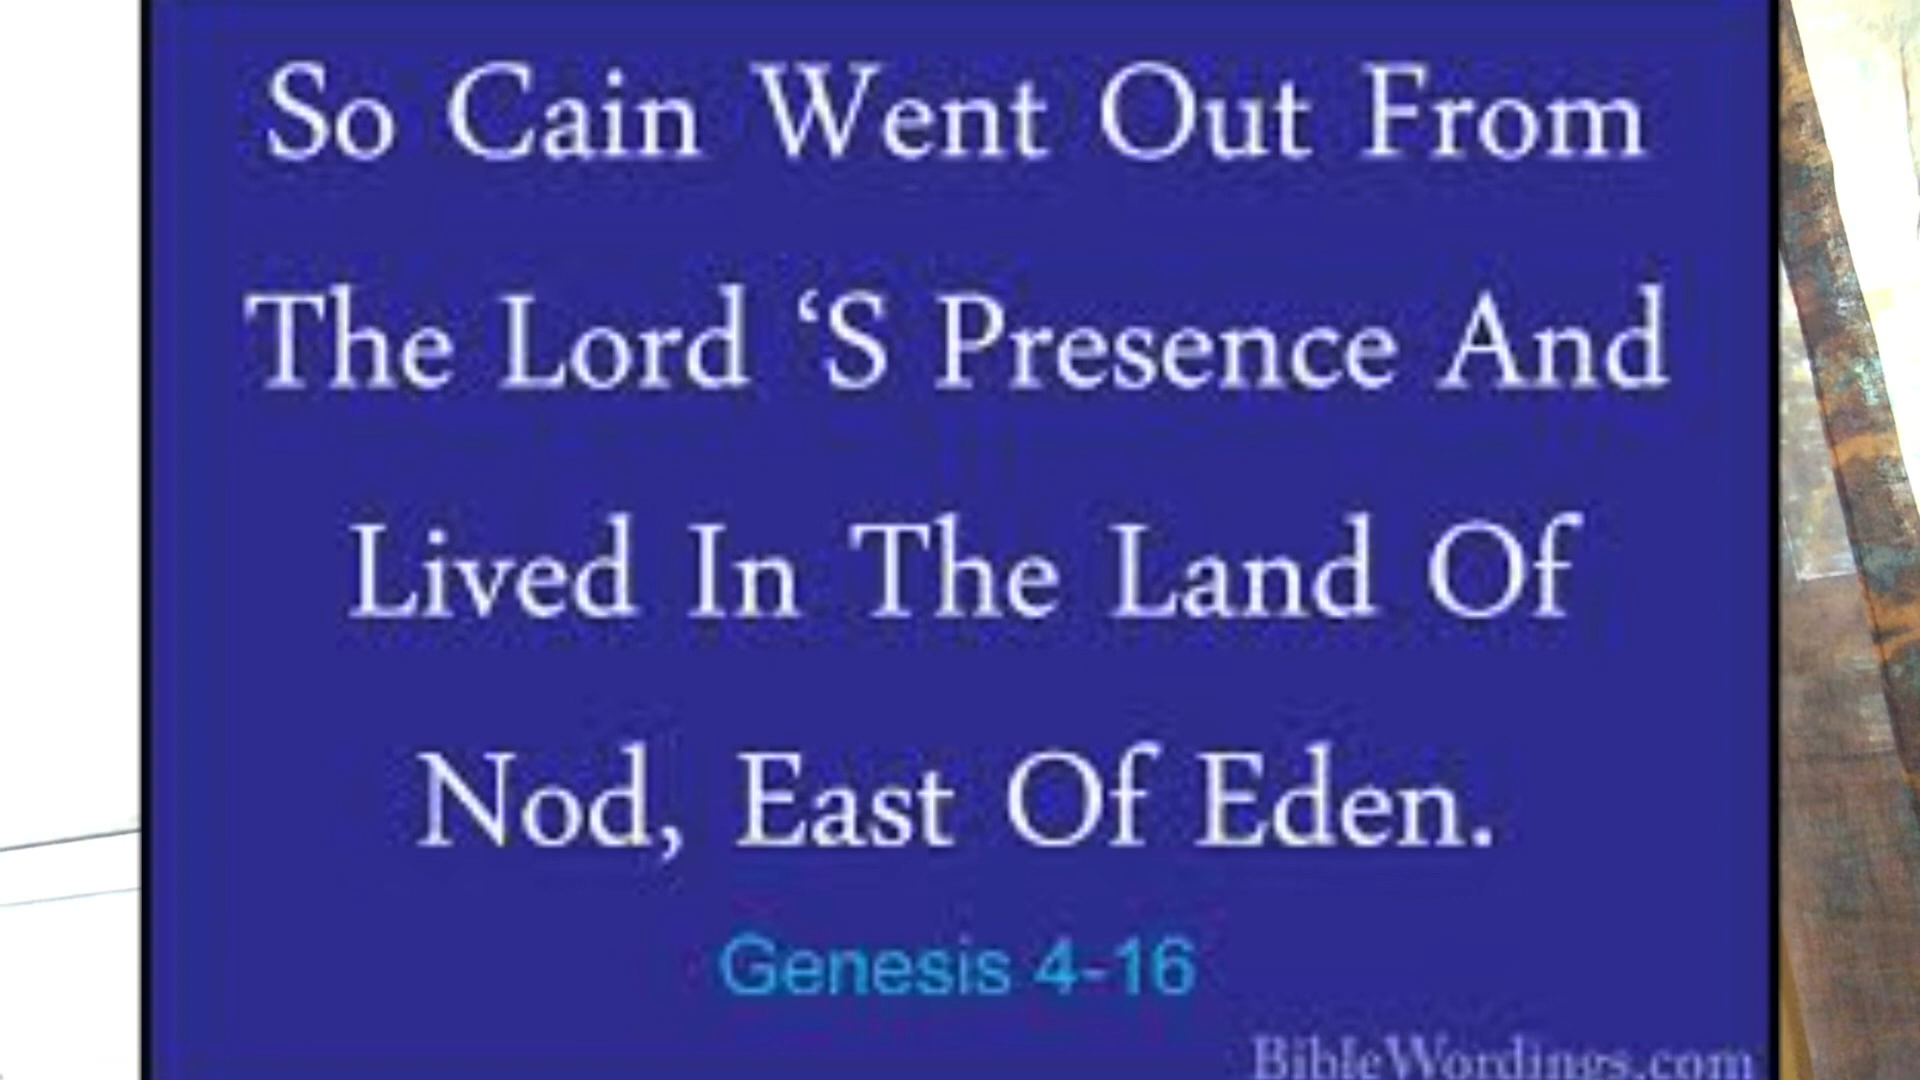 So Cain Went Out From
The Lord ‘S Presence And
Lived In The Land Of
Nod, East Of Eden.
Genesis 4-16
BibleWordings.com